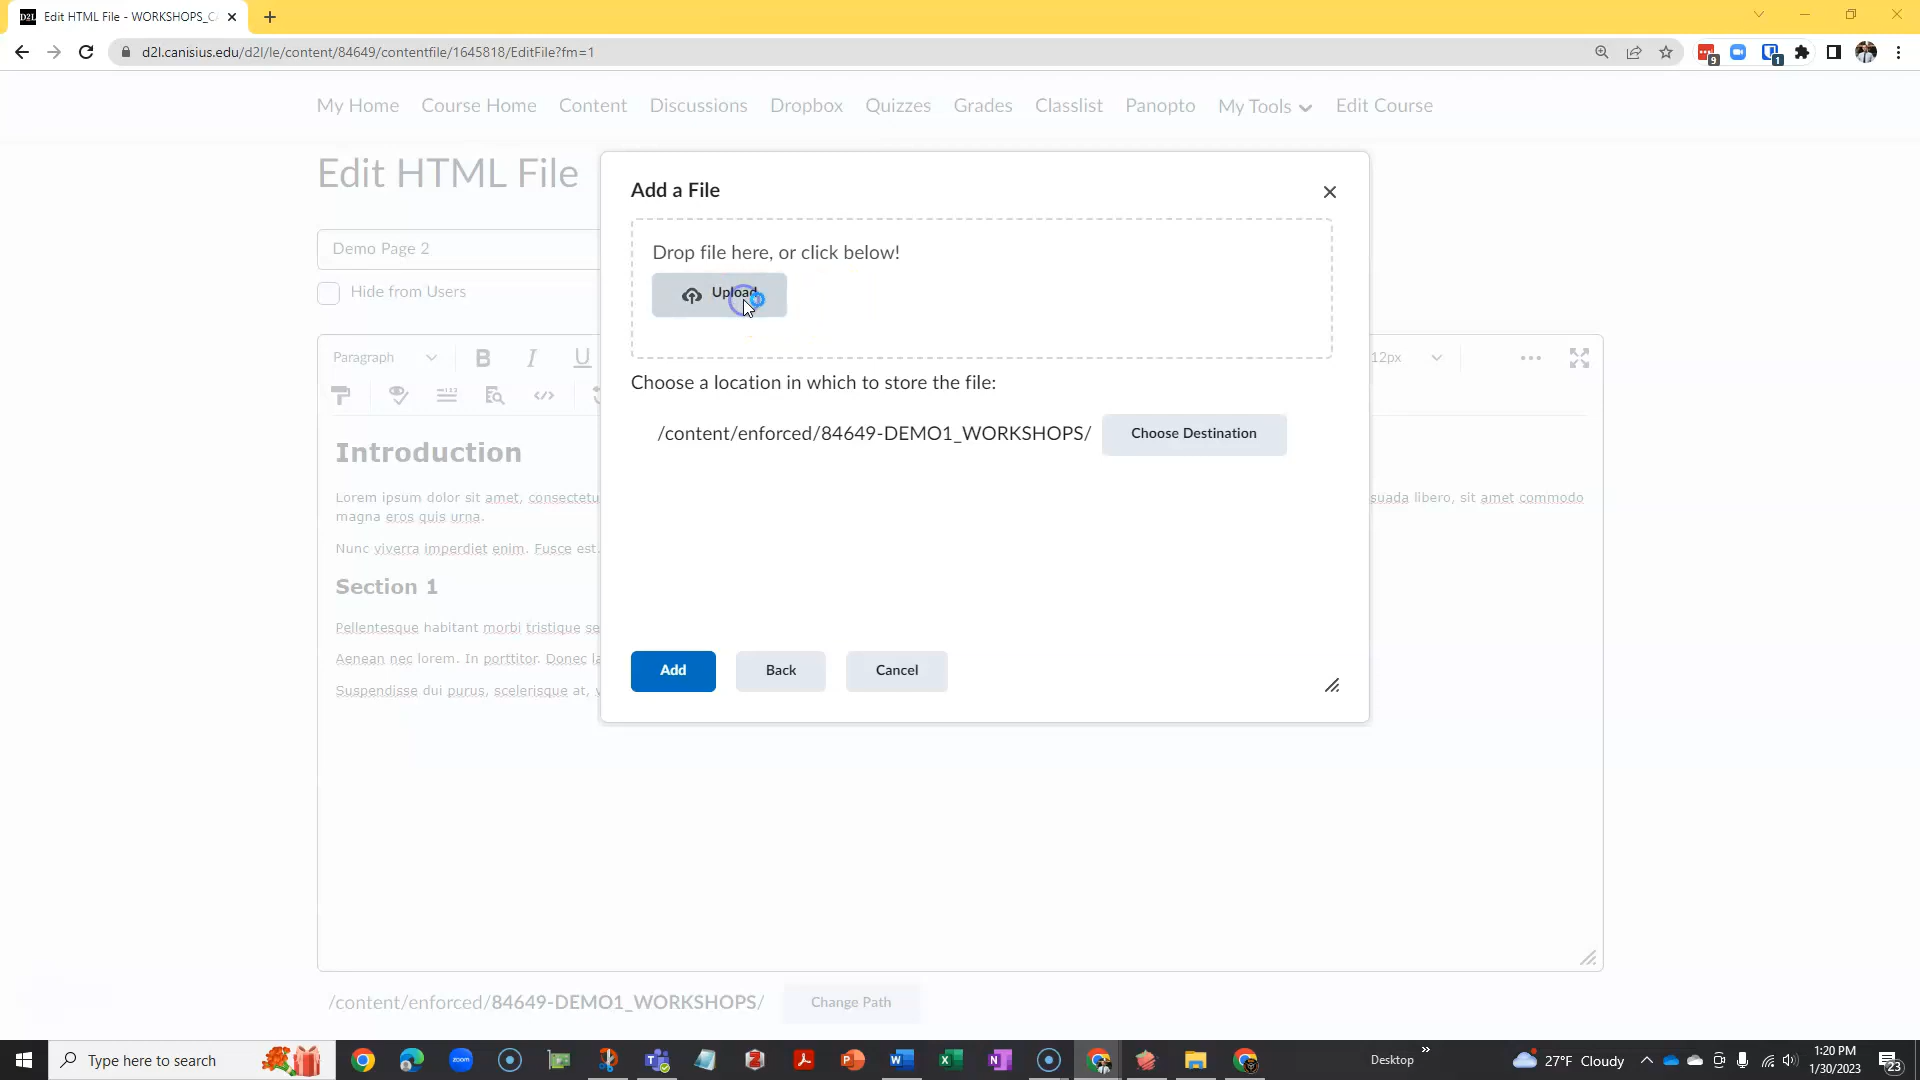 D2L Edit HTML File - WORKSHOPS_C
d2l.canisius.edu/d2l/le/content/84649/contentfile/1645818/EditFile?fm=1
9
1
My Home Course Home Content Discussions Dropbox Quizzes Grades Classlist Panopto My Tools Edit Course
Edit HTML File
Add a File
Drop file here, or click below!
Demo Page 2
Upload
Hide from Users
Paragraph B I U 12px
Choose a location in which to store the file:
/content/enforced/84649-DEMO1_WORKSHOPS/ Choose Destination
Introduction
Lorem ipsum dolor sit amet, consectetu suada libero, sit amet commodo
magna eros quis urna.
Nunc viverra imperdiet enim. Fusce est.
Section 1
Pellentesque habitant morbi tristique se
Aenean nec lorem. In porttitor. Donec la
Suspendisse dui purus, scelerisque at, v
Add Back Cancel
/content/enforced/84649-DEMO1_WORKSHOPS/ Change Path
Type here to search
zoom
Desktop
27°F Cloudy
1:20 PM
1/30/2023
23